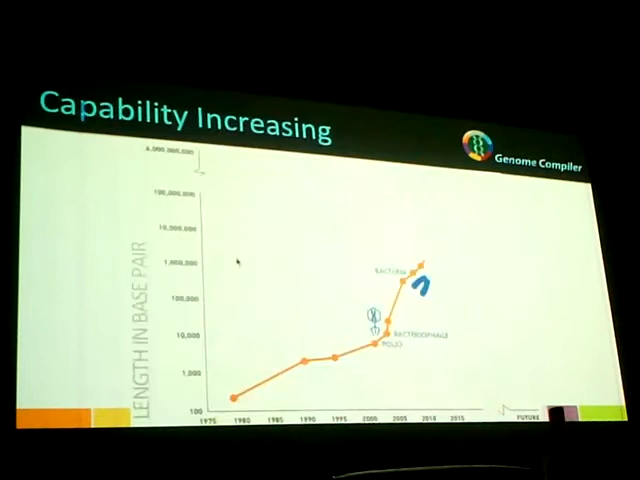 Capability Increasing
Genome Compiler
6,000,000,000
100,000,000
10,000,000
1,000,000
100,000
10,000
1,000
100
LENGTH IN BASE PAIR
BACTERIA
BACTERIOPHAGE
POLIO
1975 1980 1985 1990 1995 2000 2005 2010 2015 FUTURE